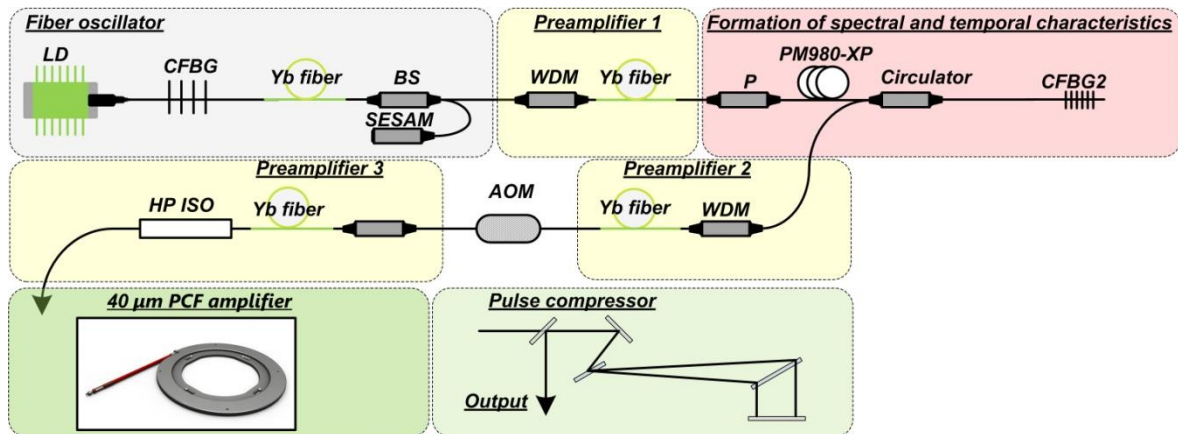 Fiber oscillator
LD
CFBG
Yb fiber
BS
SESAM
Preamplifier 1
WDM
Yb fiber
Formation of spectral and temporal characteristics
PM980-XP
P
Circulator
CFBG2
Preamplifier 3
HP ISO
Yb fiber
AOM
Preamplifier 2
Yb fiber
WDM
40 µm PCF amplifier
Pulse compressor
Output